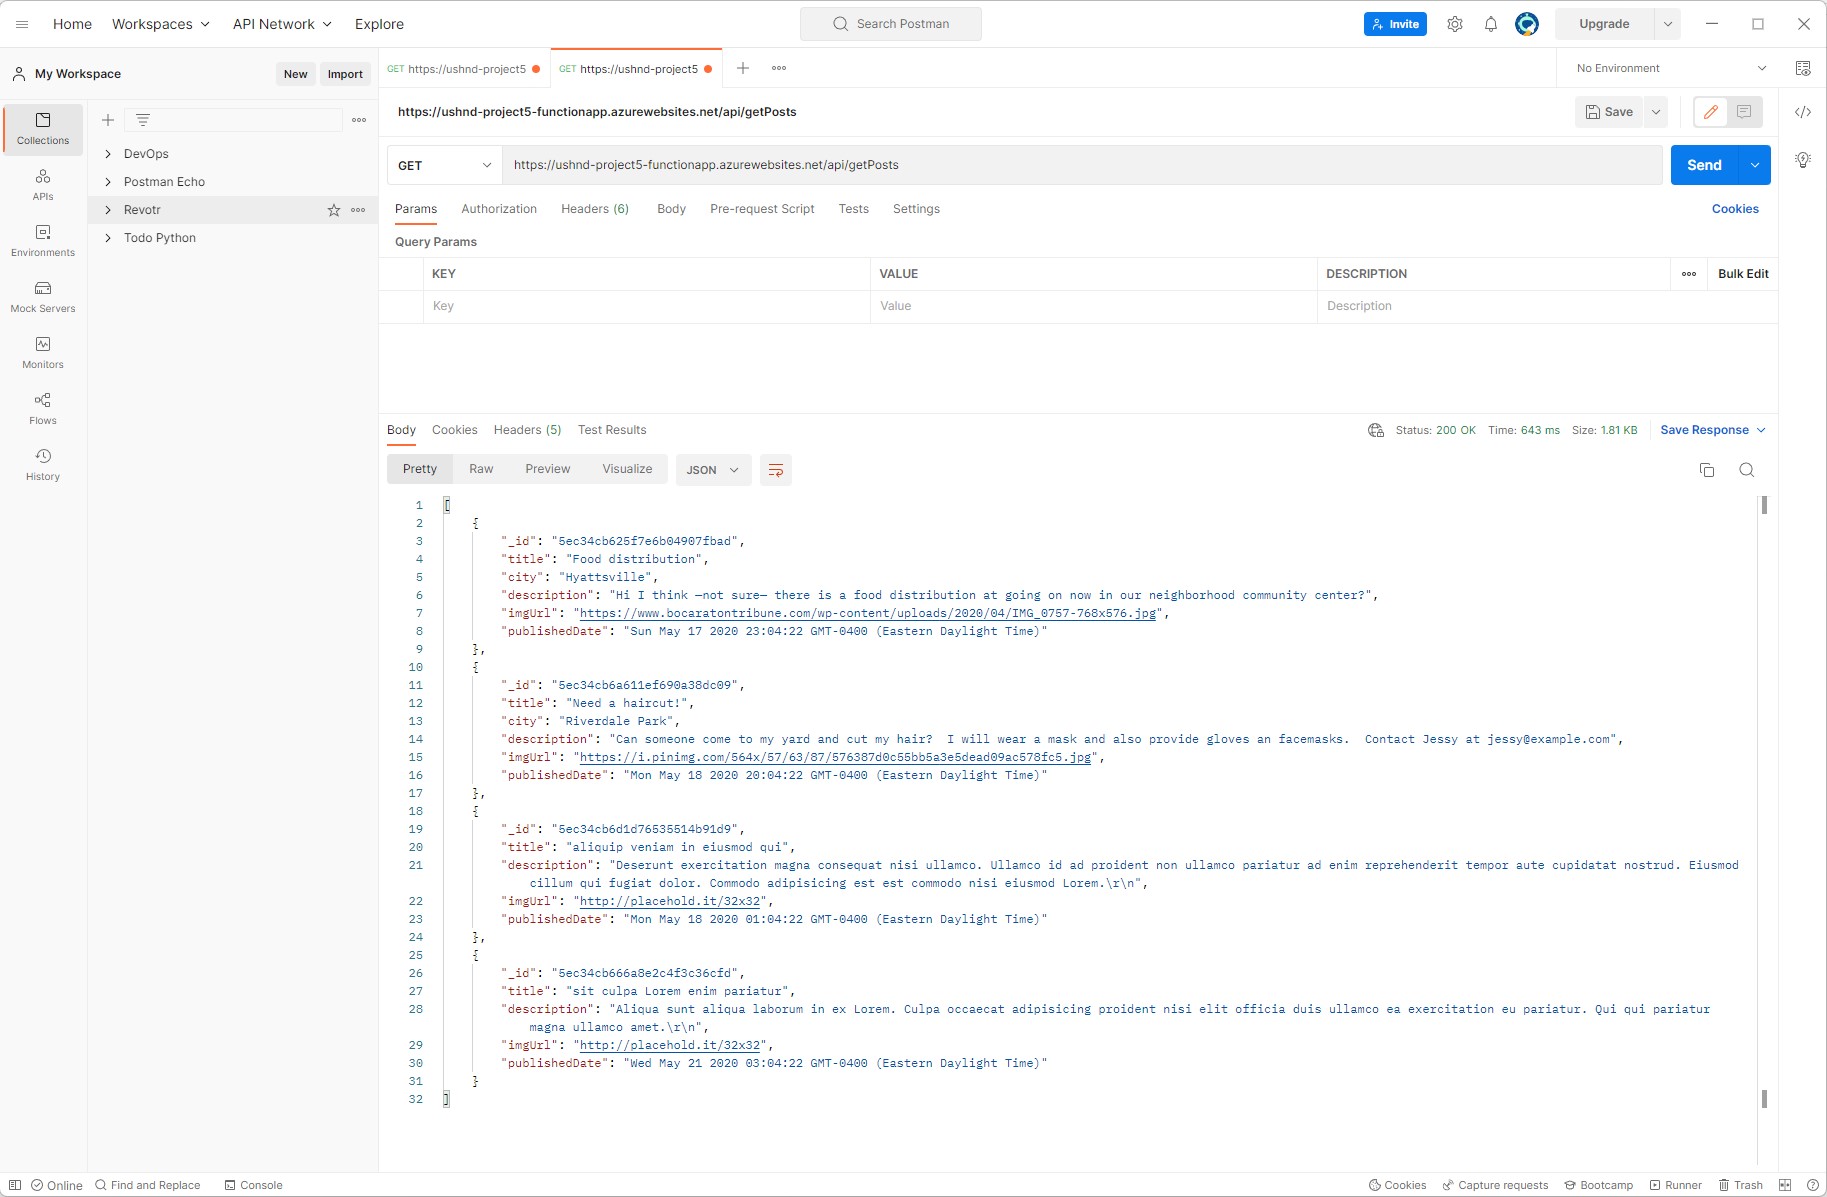 Home Workspaces API Network Explore Search Postman Invite Upgrade
My Workspace New Import GET https://ushnd-project5 GET https://ushnd-project5 No Environment
https://ushnd-project5-functionapp.azurewebsites.net/api/getPosts Save
Collections
APIs
Environments
Mock Servers
Monitors
Flows
History
DevOps
Postman Echo
Revotr
Todo Python
GET https://ushnd-project5-functionapp.azurewebsites.net/api/getPosts Send
Params Authorization Headers (6) Body Pre-request Script Tests Settings Cookies
Query Params
KEY VALUE DESCRIPTION Bulk Edit
Key Value Description
Body Cookies Headers (5) Test Results Status: 200 OK Time: 643 ms Size: 1.81 KB Save Response
Pretty Raw Preview Visualize JSON
1 [
2 {
3 "_id": "5ec34cb625f7e6b04907fbad",
4 "title": "Food distribution",
5 "city": "Hyattsville",
6 "description": "Hi I think —not sure— there is a food distribution at going on now in our neighborhood community center?",
7 "imgUrl": "https://www.bocaratontribune.com/wp-content/uploads/2020/04/IMG_0757-768x576.jpg",
8 "publishedDate": "Sun May 17 2020 23:04:22 GMT-0400 (Eastern Daylight Time)"
9 },
10 {
11 "_id": "5ec34cb6a611ef690a38dc09",
12 "title": "Need a haircut!",
13 "city": "Riverdale Park",
14 "description": "Can someone come to my yard and cut my hair?  I will wear a mask and also provide gloves an facemasks.  Contact Jessy at jessy@example.com",
15 "imgUrl": "https://i.pinimg.com/564x/57/63/87/576387d0c55bb5a3e5dead09ac578fc5.jpg",
16 "publishedDate": "Mon May 18 2020 20:04:22 GMT-0400 (Eastern Daylight Time)"
17 },
18 {
19 "_id": "5ec34cb6d1d76535514b91d9",
20 "title": "aliquip veniam in eiusmod qui",
21 "description": "Deserunt exercitation magna consequat nisi ullamco. Ullamco id ad proident non ullamco pariatur ad enim reprehenderit tempor aute cupidatat nostrud. Eiusmod
cillum qui fugiat dolor. Commodo adipisicing est est commodo nisi eiusmod Lorem.\r\n",
22 "imgUrl": "http://placehold.it/32x32",
23 "publishedDate": "Mon May 18 2020 01:04:22 GMT-0400 (Eastern Daylight Time)"
24 },
25 {
26 "_id": "5ec34cb666a8e2c4f3c36cfd",
27 "title": "sit culpa Lorem enim pariatur",
28 "description": "Aliqua sunt aliqua laborum in ex Lorem. Culpa occaecat adipisicing proident nisi elit officia duis ullamco ea exercitation eu pariatur. Qui qui pariatur
magna ullamco amet.\r\n",
29 "imgUrl": "http://placehold.it/32x32",
30 "publishedDate": "Wed May 21 2020 03:04:22 GMT-0400 (Eastern Daylight Time)"
31 }
32 ]
Online Find and Replace Console Cookies Capture requests Bootcamp Runner Trash